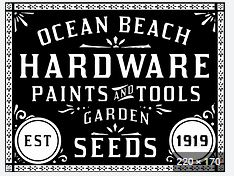 OCEAN BEACH
HARDWARE
PAINTS AND TOOLS
GARDEN
EST
SEEDS
1919
220 × 170